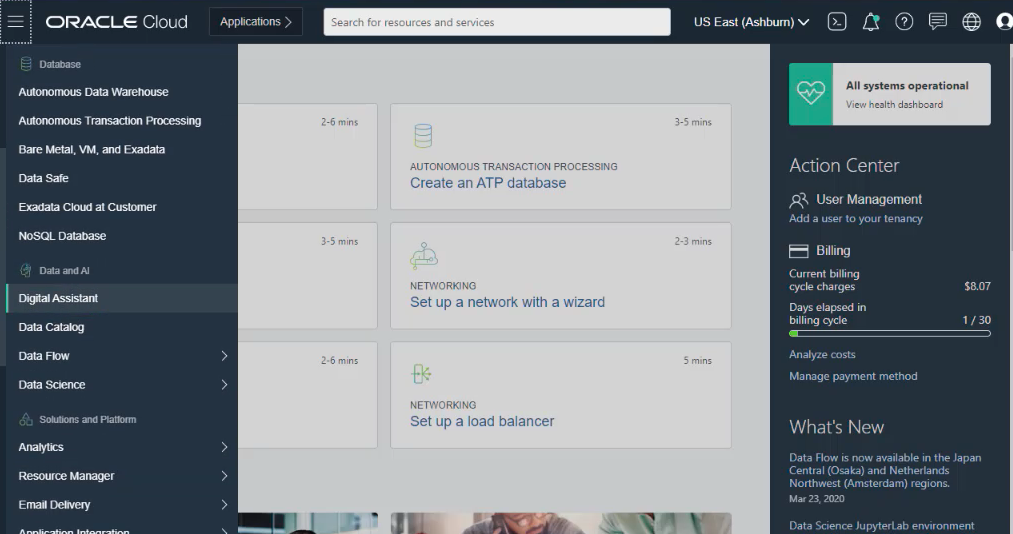 ORACLE Cloud
Applications
Search for resources and services
US East (Ashburn)
Database
Autonomous Data Warehouse
Autonomous Transaction Processing
Bare Metal, VM, and Exadata
Data Safe
Exadata Cloud at Customer
NoSQL Database
Data and AI
Digital Assistant
Data Catalog
Data Flow
Data Science
Solutions and Platform
Analytics
Resource Manager
Email Delivery
Application Integration
2-6 mins
3-5 mins
AUTONOMOUS TRANSACTION PROCESSING
Create an ATP database
3-5 mins
2-3 mins
NETWORKING
Set up a network with a wizard
2-6 mins
5 mins
NETWORKING
Set up a load balancer
All systems operational
View health dashboard
Action Center
User Management
Add a user to your tenancy
Billing
Current billing
cycle charges $8.07
Days elapsed in
billing cycle 1 / 30
Analyze costs
Manage payment method
What's New
Data Flow is now available in the Japan
Central (Osaka) and Netherlands
Northwest (Amsterdam) regions.
Mar 23, 2020
Data Science JupyterLab environment